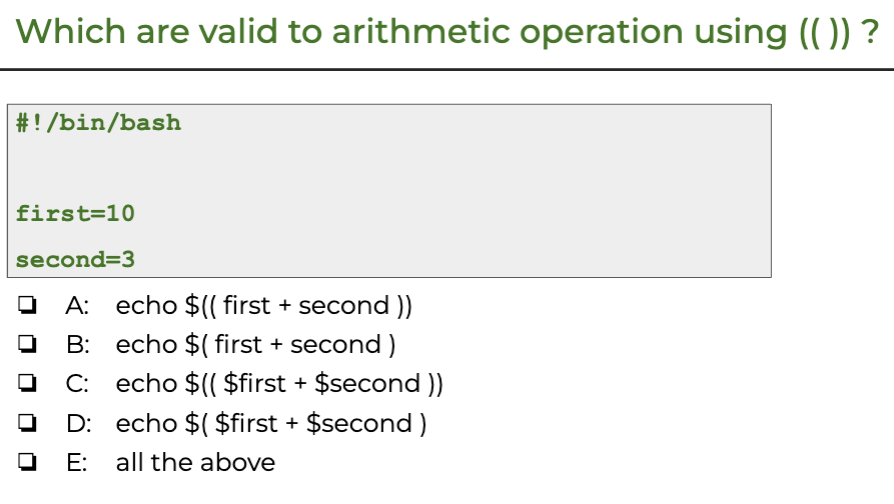 Which are valid to arithmetic operation using (( )) ?
#!/bin/bash
first=10
second=3
❏ A: echo $(( first + second ))
❏ B: echo $( first + second )
❏ C: echo $(( $first + $second ))
❏ D: echo $( $first + $second )
❏ E: all the above